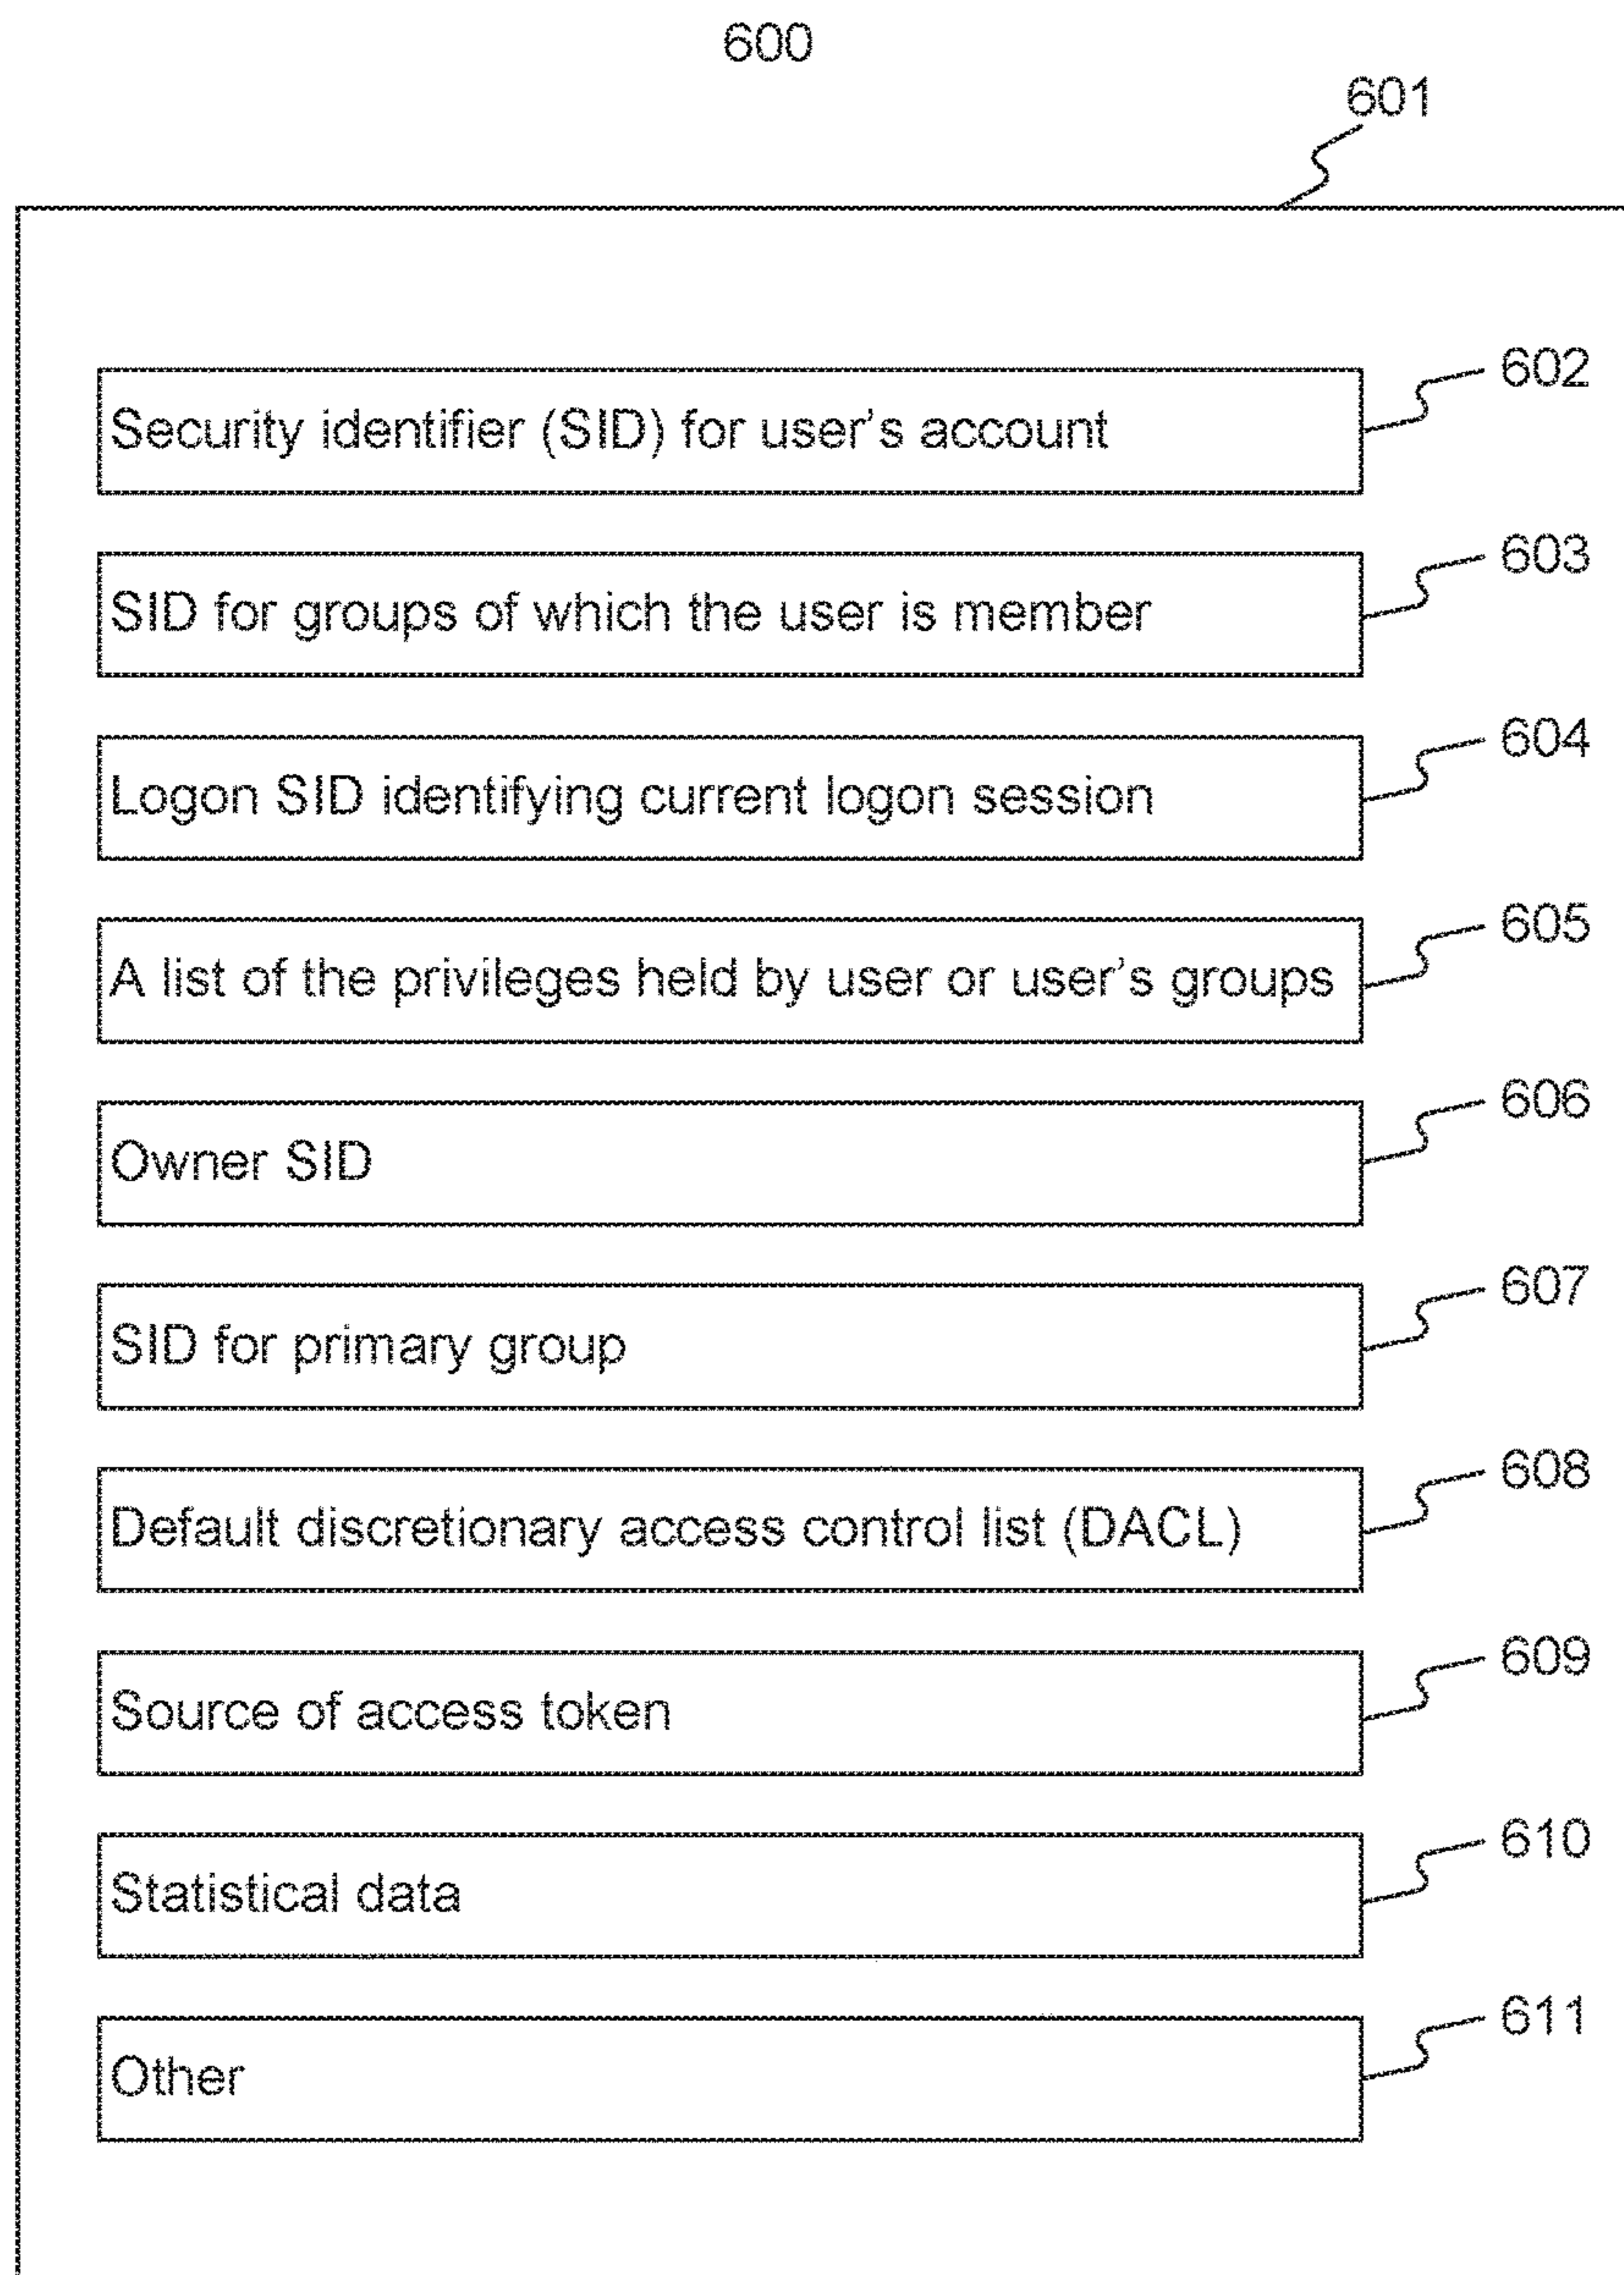 600
601
602
Security identifier (SID) for user's account
603
SID for groups of which the user is member
604
Logon SID identifying current logon session
605
A list of the privileges held by user or user's groups
606
Owner SID
607
SID for primary group
608
Default discretionary access control list (DACL)
609
Source of access token
610
Statistical data
611
Other